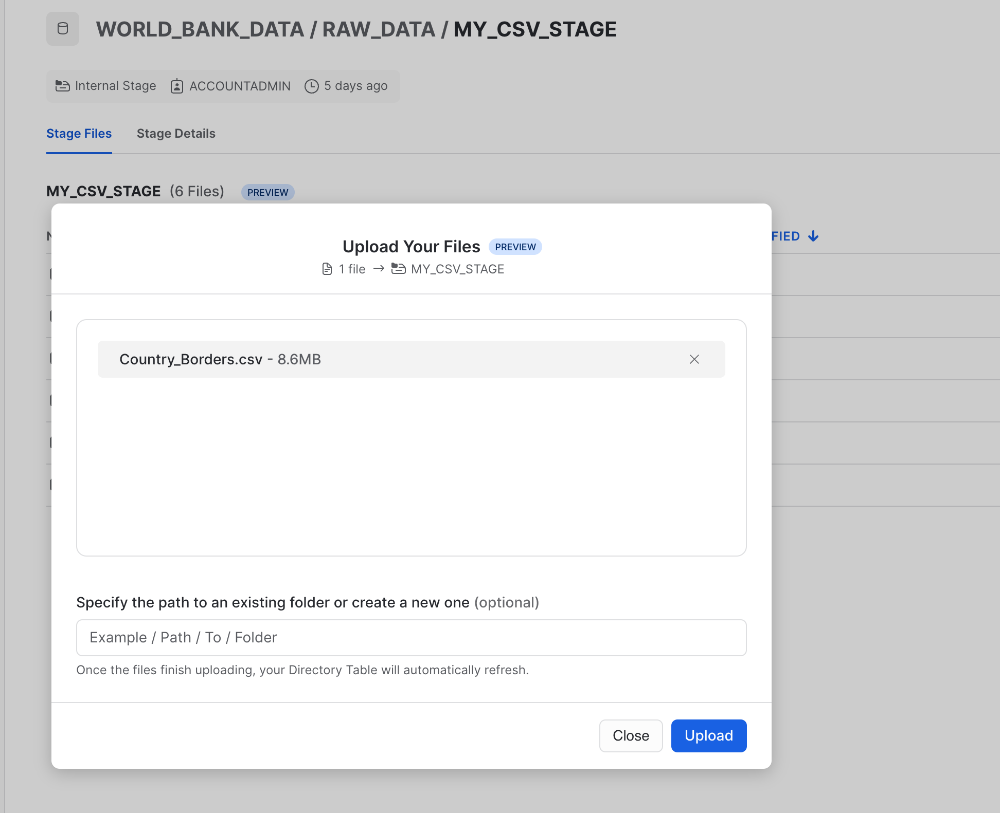 WORLD_BANK_DATA / RAW_DATA / MY_CSV_STAGE
Internal Stage ACCOUNTADMIN 5 days ago
Stage Files Stage Details
MY_CSV_STAGE (6 Files) PREVIEW
Upload Your Files PREVIEW
1 file → MY_CSV_STAGE
Country_Borders.csv - 8.6MB
Specify the path to an existing folder or create a new one (optional)
Example / Path / To / Folder
Once the files finish uploading, your Directory Table will automatically refresh.
Close Upload